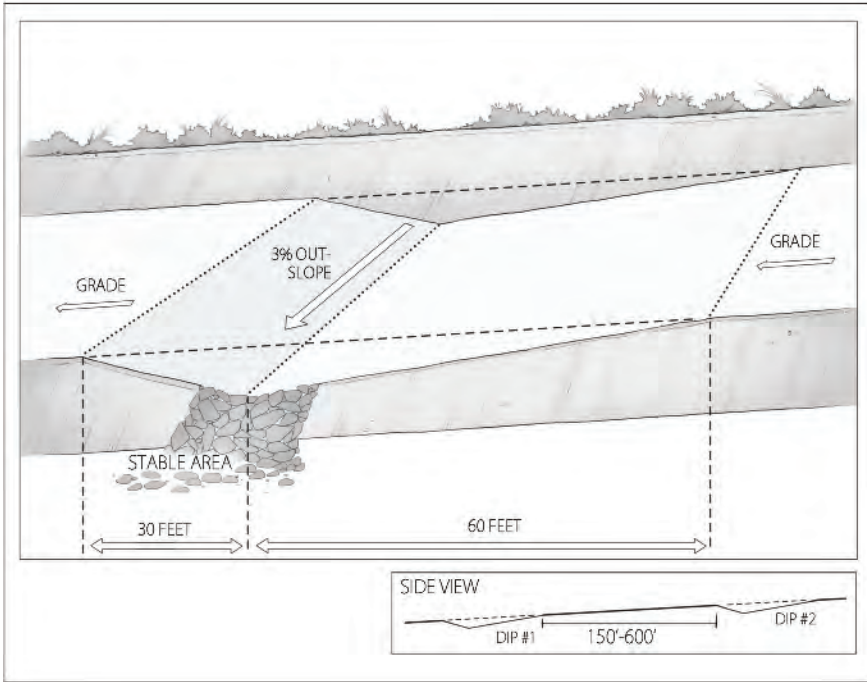 3% OUT-
SLOPE
GRADE
GRADE
STABLE AREA
30 FEET
60 FEET
SIDE VIEW
DIP #1
150'-600'
DIP #2